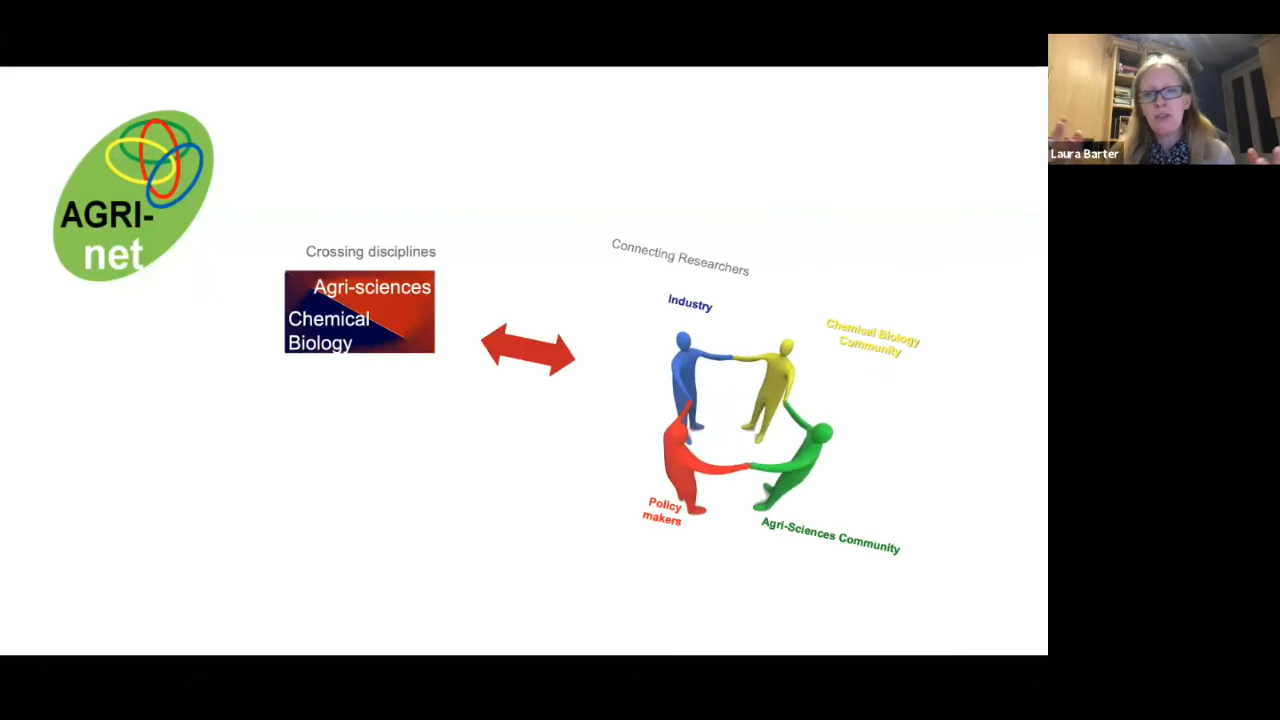 AGRI-
net
Crossing disciplines
Agri-sciences
Chemical
Biology
Connecting Researchers
Industry
Chemical Biology
Community
Policy
makers
Agri-Sciences Community
Laura Barter